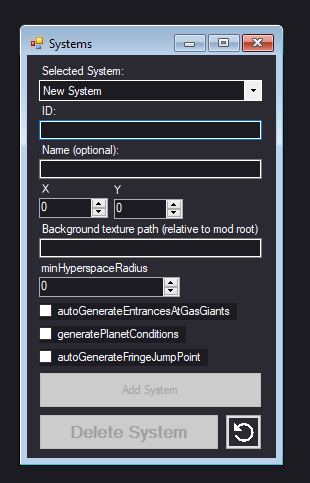 Systems
Selected System:
New System
ID:
Name (optional):
X Y
0 0
Background texture path (relative to mod root)
minHyperspaceRadius
0
autoGenerateEntrancesAtGasGiants
generatePlanetConditions
autoGenerateFringeJumpPoint
Add System
Delete System